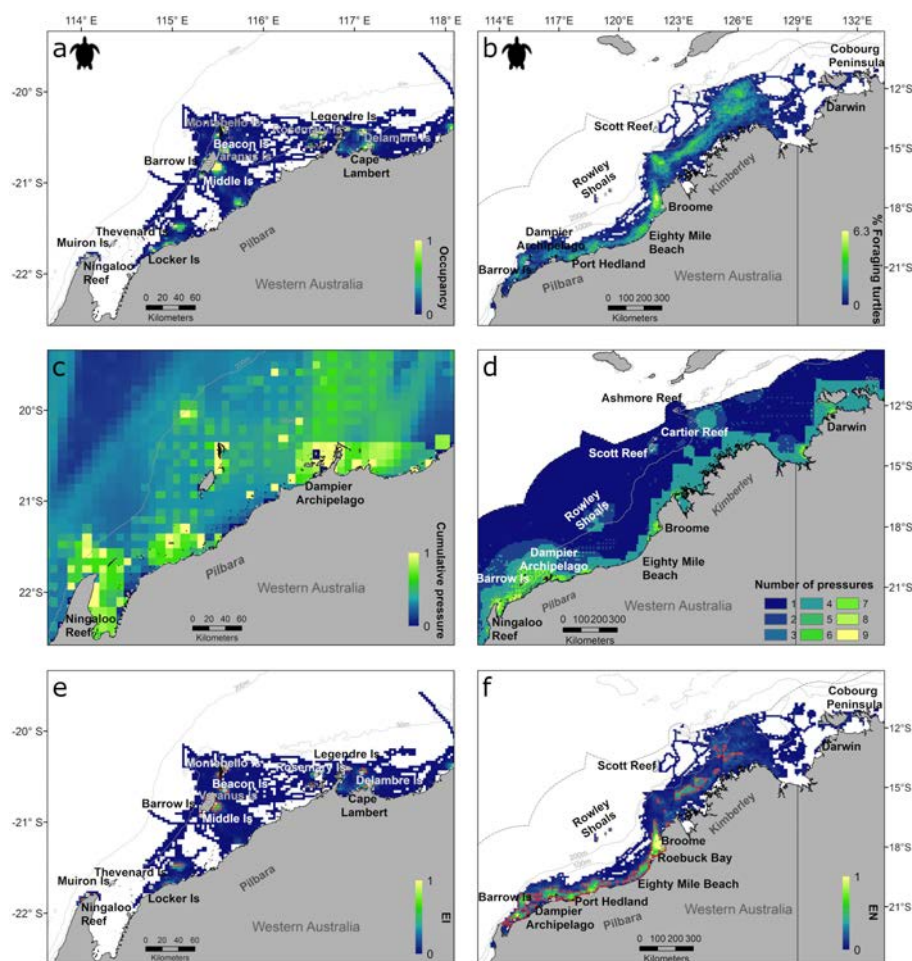 a
114° E
115° E
116° E
117° E
118° E
-20° S
-21° S
-22° S
200m
Legendre Is
Montebello Is
Rosemary Is
Beacon Is
Varanus Is
Delambre Is
Barrow Is
Middle Is
Cape
Lambert
Thevenard Is
Muiron Is
Locker Is
Pilbara
Ningaloo
Reef
Western Australia
0 20 40 60
Kilometers
Occupancy
1
0
b
114°E
117°E
120°E
123°E
126°E
129°E
132°E
12°S
15°S
18°S
21°S
Cobourg
Peninsula
Darwin
Scott Reef
Rowley
Shoals
200m
100m
Kimberley
Broome
Dampier
Archipelago
Eighty Mile
Beach
Barrow Is
Port Hedland
Pilbara
Western Australia
0 100 200 300
Kilometers
% Foraging turtles
6.3
0
c
20°S
21°S
22°S
200m
Dampier
Archipelago
Pilbara
Western Australia
Ningaloo
Reef
0 20 40 60
Kilometers
Cumulative pressure
1
0
d
12°S
15°S
18°S
21°S
Ashmore Reef
Cartier Reef
Scott Reef
Darwin
Rowley
Shoals
Kimberley
Broome
Dampier
Archipelago
Eighty Mile
Beach
Barrow Is
Pilbara
Ningaloo
Reef
Western Australia
0 100 200 300
Kilometers
Number of pressures
1 4 7
2 5 8
3 6 9
e
-20° S
-21° S
-22° S
200m
Legendre Is
Montebello Is
Rosemary Is
Beacon Is
Varanus Is
Delambre Is
Barrow Is
Middle Is
Cape
Lambert
Thevenard Is
Muiron Is
Locker Is
Pilbara
Ningaloo
Reef
Western Australia
0 20 40 60
Kilometers
EI
1
0
f
12°S
15°S
18°S
21°S
Cobourg
Peninsula
Darwin
Scott Reef
Rowley
Shoals
200m
100m
Kimberley
Broome
Roebuck Bay
Eighty Mile Beach
Barrow Is
Port Hedland
Dampier
Archipelago
Pilbara
Western Australia
0 100 200 300
Kilometers
EN
1
0